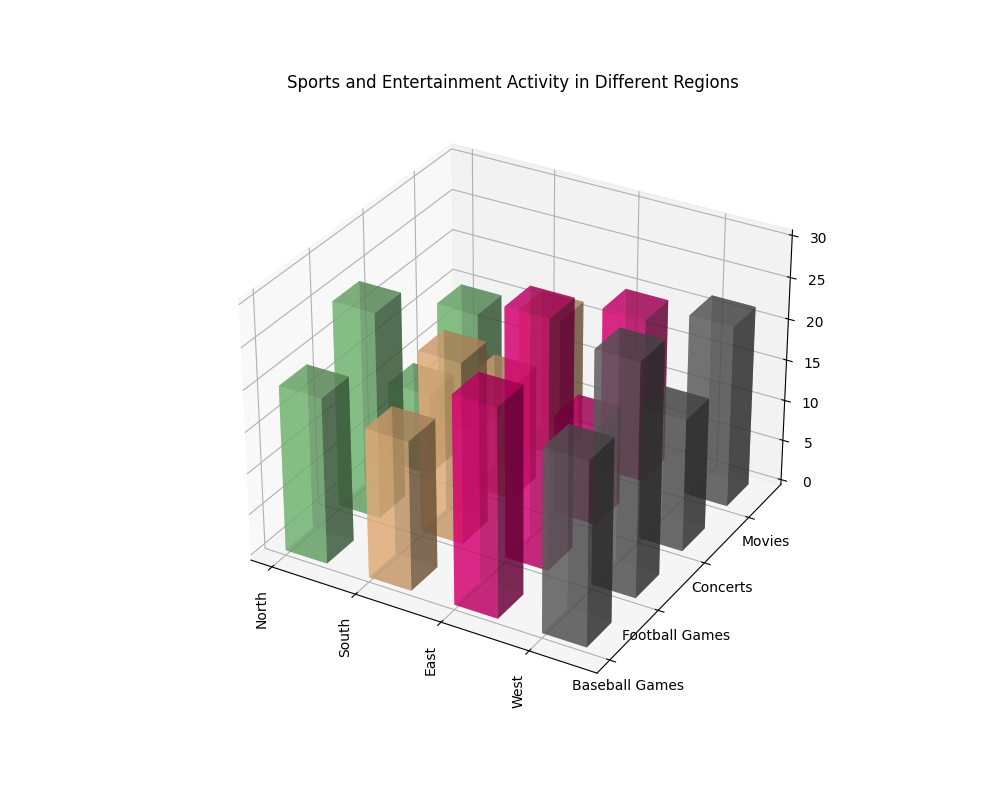 Sports and Entertainment Activity in Different Regions
30
25
20
15
10
5
0
North
South
East
West
Movies
Concerts
Football Games
Baseball Games